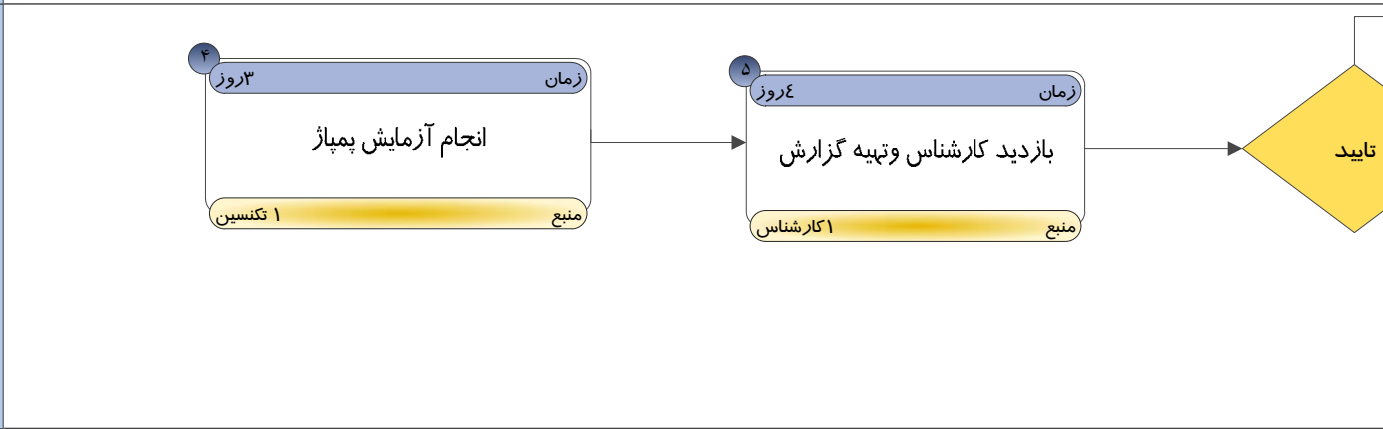 ۴
زمان ۳روز
انجام آزمایش پمپاژ
منبع ۱ تکنسین
۵
زمان ٤روز
بازدید کارشناس وتهیه گزارش
منبع ۱کارشناس
تایید